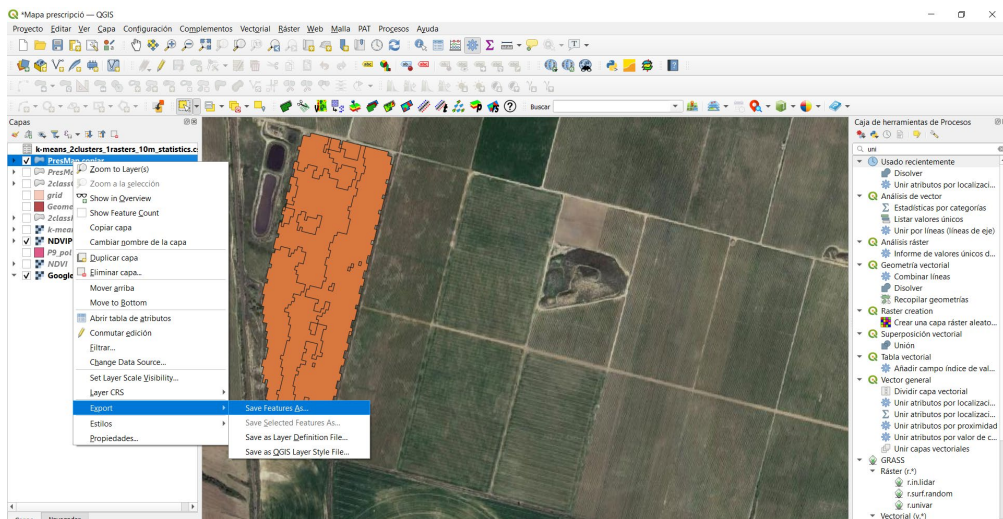 *Mapa prescripció — QGIS
Proyecto Editar Ver Capa Configuración Complementos Vectorial Ráster Web Malla PAT Procesos Ayuda
Buscar
Capas
k-means_2clusters_1rasters_10m_statistics.c
PresMap copiar
grid
NDVIP
NDVI
Zoom to Layer(s)
Zoom a la selección
Show in Overview
Show Feature Count
Copiar capa
Cambiar nombre de la capa
Duplicar capa
Eliminar capa...
Mover arriba
Move to Bottom
Abrir tabla de atributos
Conmutar edición
Filtrar...
Change Data Source...
Set Layer Scale Visibility...
Layer CRS
Export
Estilos
Propiedades...
Save Features As...
Save Selected Features As...
Save as Layer Definition File...
Save as QGIS Layer Style File...
Caja de herramientas de Procesos
uni
Usado recientemente
Disolver
Unir atributos por localizaci...
Análisis de vector
Estadísticas por categorías
Listar valores únicos
Unir por líneas (líneas de eje)
Análisis ráster
Informe de valores únicos d...
Geometría vectorial
Combinar líneas
Disolver
Recopilar geometrías
Raster creation
Crear una capa ráster aleato...
Superposición vectorial
Unión
Tabla vectorial
Añadir campo índice de val...
Vector general
Dividir capa vectorial
Unir atributos por localizaci...
Unir atributos por localizaci...
Unir atributos por proximidad
Unir atributos por valor de c...
Unir capas vectoriales
GRASS
Ráster (r.*)
r.in.lidar
r.surf.random
r.univar
Vectorial (v.*)